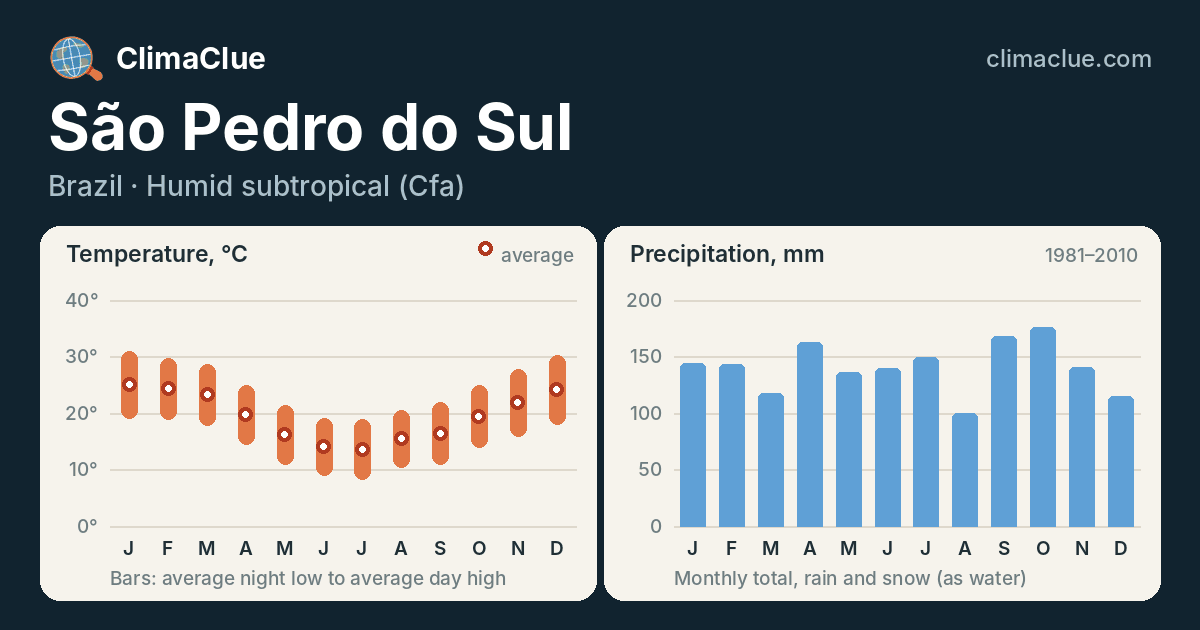 ClimaClue
climaclue.com
São Pedro do Sul
Brazil · Humid subtropical (Cfa)
Temperature, °C
average
40°
30°
20°
10°
0°
J F M A M J J A S O N D
Bars: average night low to average day high
Precipitation, mm
1981–2010
200
150
100
50
0
J F M A M J J A S O N D
Monthly total, rain and snow (as water)